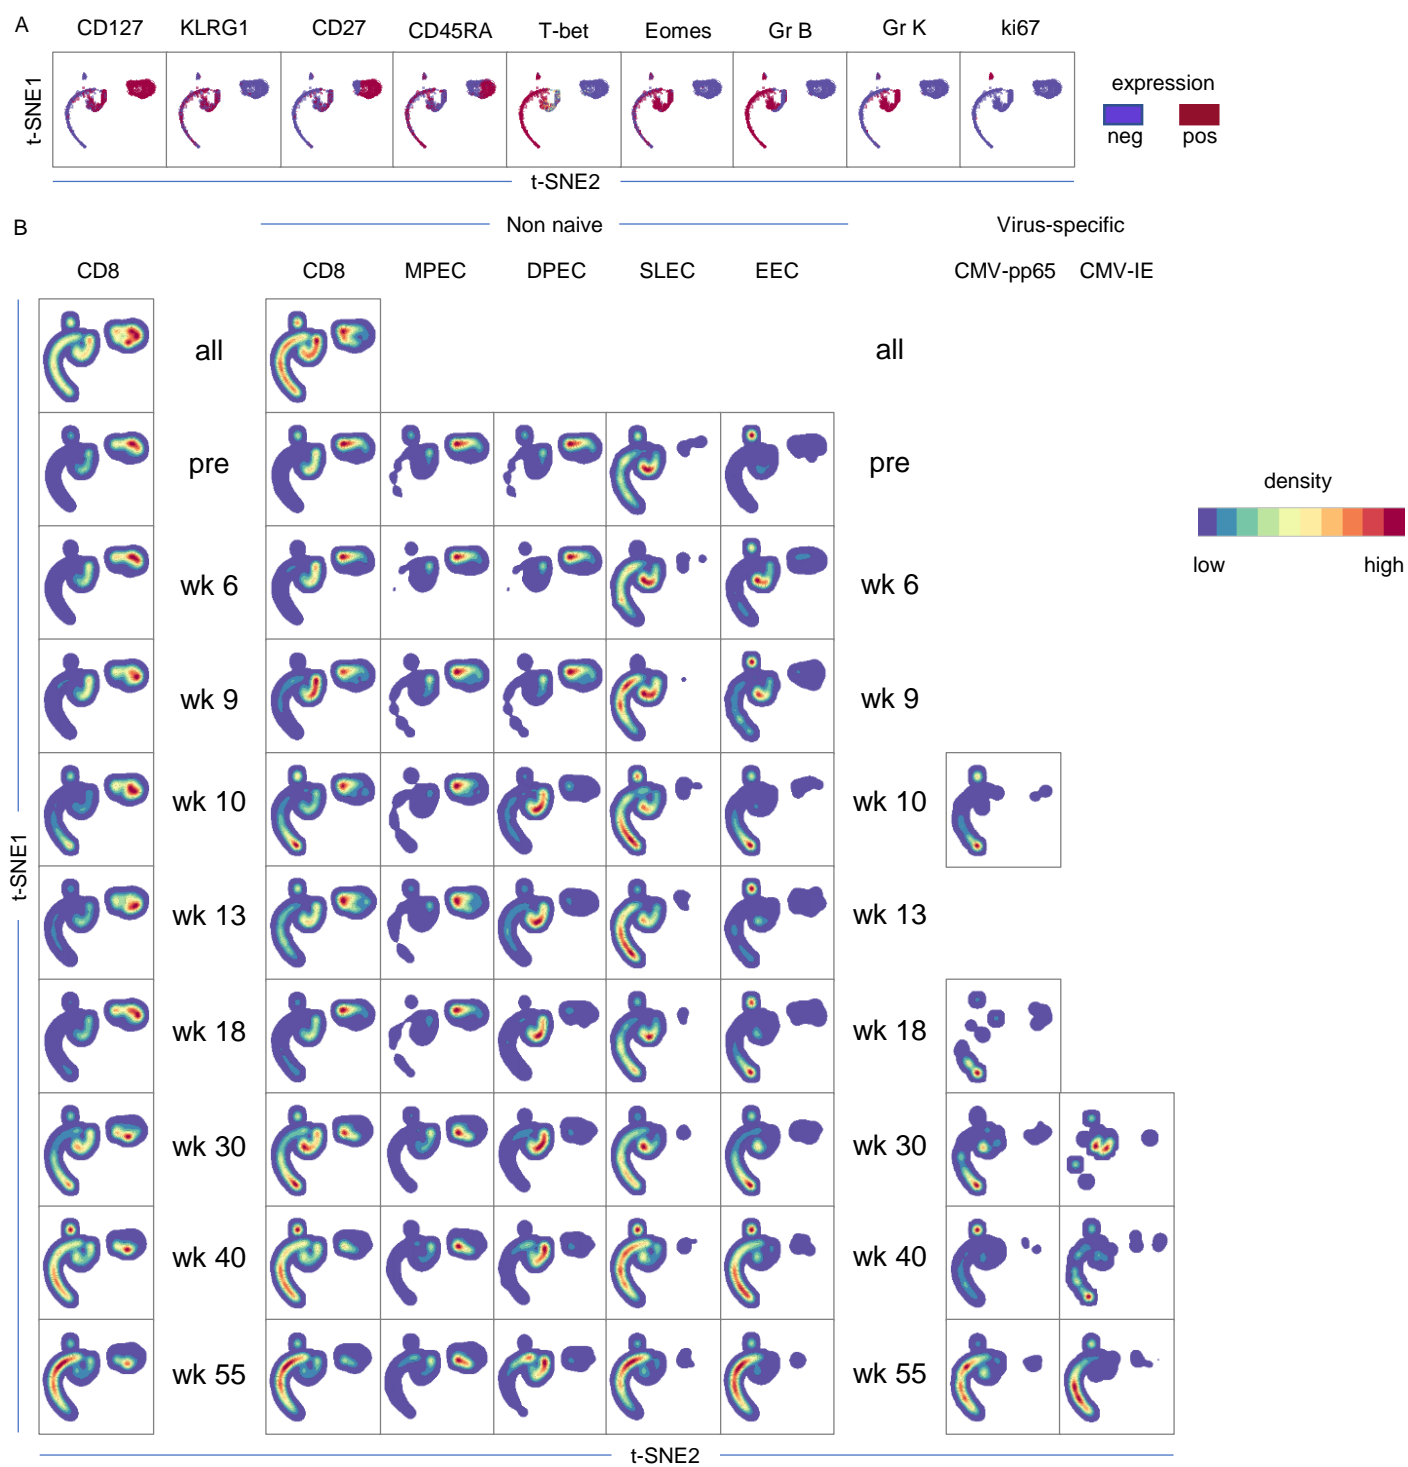 A
CD127 KLRG1 CD27 CD45RA T-bet Eomes Gr B Gr K ki67
t-SNE1
expression
neg pos
t-SNE2
B
Non naive Virus-specific
CD8 CD8 MPEC DPEC SLEC EEC CMV-pp65 CMV-IE
all all
pre pre
density
low high
wk 6 wk 6
wk 9 wk 9
wk 10 wk 10
t-SNE1
wk 13 wk 13
wk 18 wk 18
wk 30 wk 30
wk 40 wk 40
wk 55 wk 55
t-SNE2